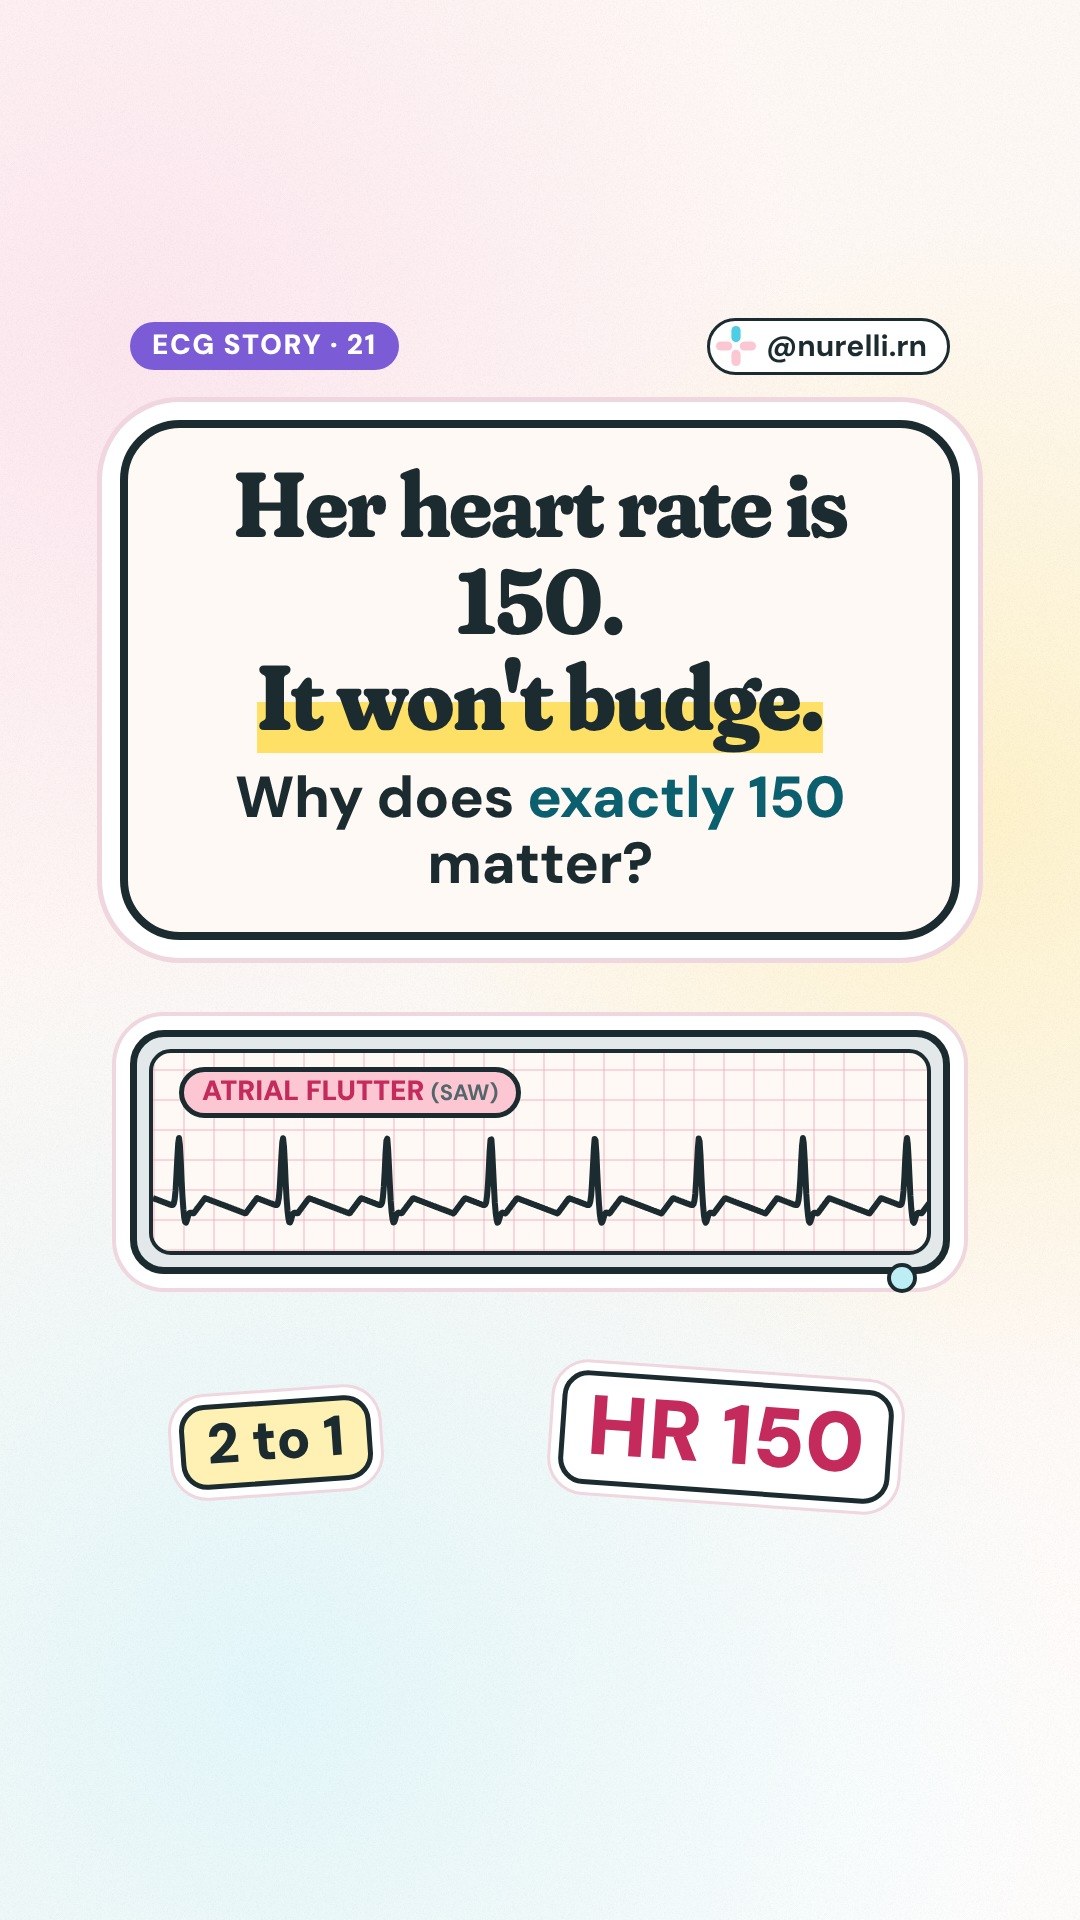 ECG STORY · 21
@nurelli.rn
Her heart rate is
150.
It won't budge.
Why does exactly 150
matter?
ATRIAL FLUTTER (SAW)
2 to 1
HR 150